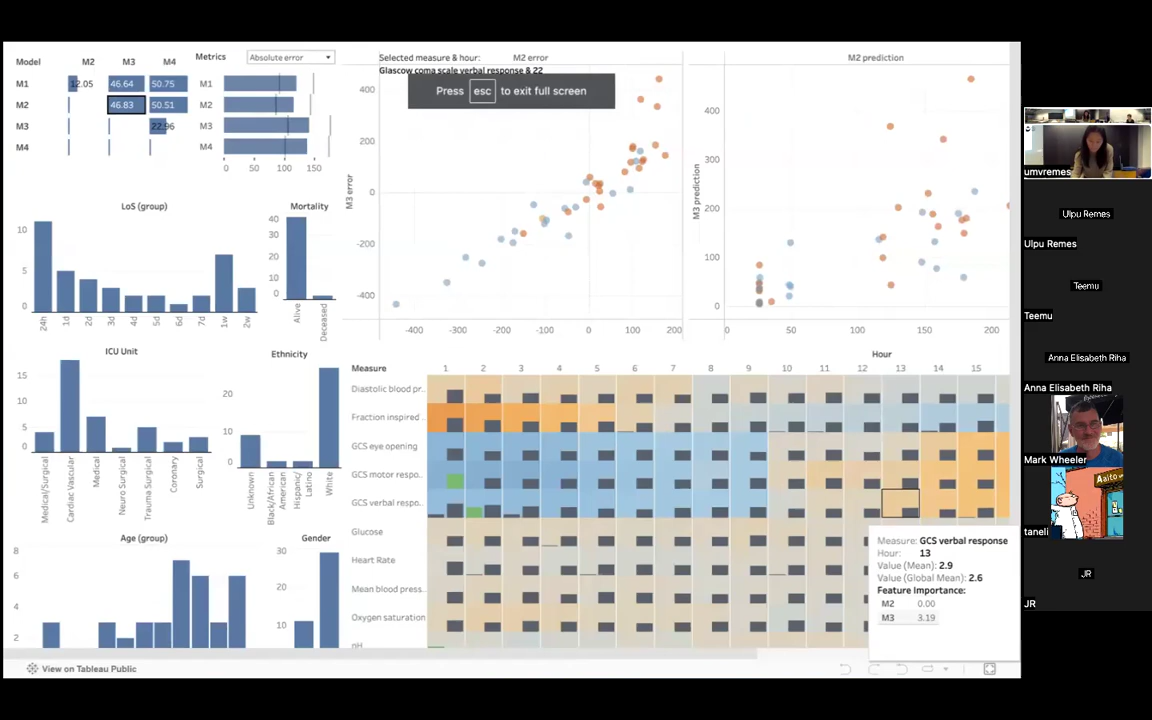 Model M2 M3 M4
M1 12.05 46.64 50.75
M2 46.83 50.51
M3 22.96
M4
Metrics Absolute error
M1
M2
M3
M4
0 50 100 150
Selected measure & hour: M2 error
Glascow coma scale verbal response & 22
Press esc to exit full screen
400
200
0
-200
-400
M3 error
-400 -300 -200 -100 0 100 200
M2 prediction
400
300
200
100
0
M3 prediction
0 50 100 150 200
LoS (group)
10
5
0
24h 1d 2d 3d 4d 5d 6d 7d 1w 2w
Mortality
40
30
20
10
0
Alive Deceased
ICU Unit
15
10
5
0
Medical/Surgical Cardiac Vascular Medical Neuro Surgical Trauma Surgical Coronary Surgical
Ethnicity
20
10
0
Unknown Black/African American Hispanic/Latino White
Age (group)
8
6
4
2
Gender
30
20
10
Hour
Measure 1 2 3 4 5 6 7 8 9 10 11 12 13 14 15
Diastolic blood pr..
Fraction inspired ..
GCS eye opening
GCS motor respo..
GCS verbal respo..
Glucose
Heart Rate
Mean blood press..
Oxygen saturation
pH
Measure: GCS verbal response
Hour: 13
Value (Mean): 2.9
Value (Global Mean): 2.6
Feature Importance:
M2 0.00
M3 3.19
View on Tableau Public
umvremes
Ulpu Remes
Ulpu Remes
Teemu
Teemu
Anna Elisabeth Riha
Anna Elisabeth Riha
Mark Wheeler
Aalto
taneli
JR
JR